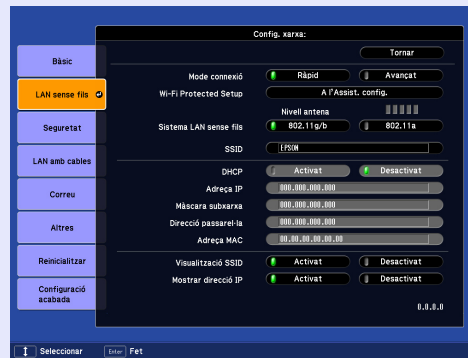 Config. xarxa:
Tornar
Bàsic
LAN sense fils
Seguretat
LAN amb cables
Correu
Altres
Reinicialitzar
Configuració
acabada
Mode connexió Ràpid Avançat
Wi-Fi Protected Setup A l'Assist. config.
Nivell antena
Sistema LAN sense fils 802.11g/b 802.11a
SSID EPSON
DHCP Activat Desactivat
Adreça IP 000.000.000.000
Màscara subxarxa 000.000.000.000
Direcció passarel·la 000.000.000.000
Adreça MAC 00.00.00.00.00.00
Visualització SSID Activat Desactivat
Mostrar direcció IP Activat Desactivat
0.0.0.0
Seleccionar Enter Fet